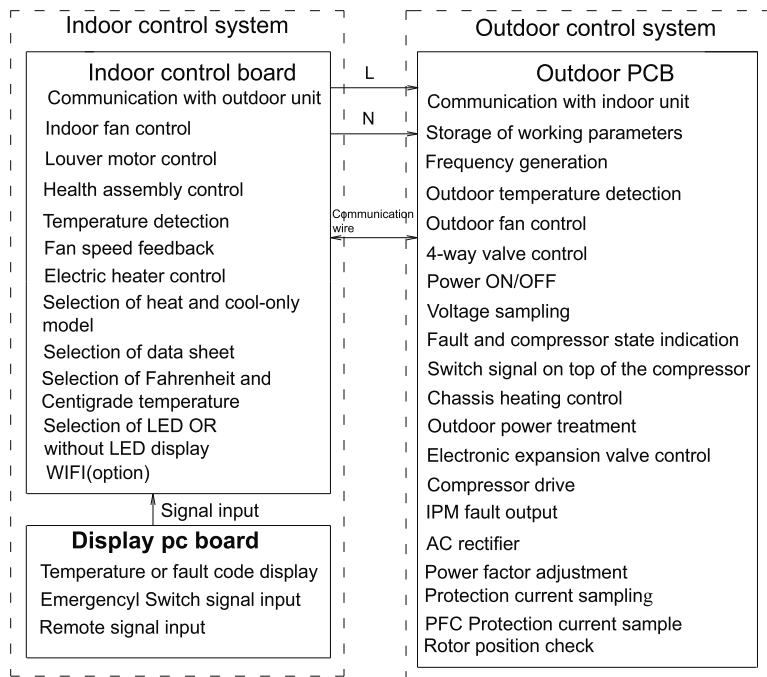 Indoor control system
Indoor control board
Communication with outdoor unit
Indoor fan control
Louver motor control
Health assembly control
Temperature detection
Fan speed feedback
Electric heater control
Selection of heat and cool-only
model
Selection of data sheet
Selection of Fahrenheit and
Centigrade temperature
Selection of LED OR
without LED display
WIFI(option)
Signal input
Display pc board
Temperature or fault code display
Emergencyl Switch signal input
Remote signal input
L
N
Communication
wire
Outdoor control system
Outdoor PCB
Communication with indoor unit
Storage of working parameters
Frequency generation
Outdoor temperature detection
Outdoor fan control
4-way valve control
Power ON/OFF
Voltage sampling
Fault and compressor state indication
Switch signal on top of the compressor
Chassis heating control
Outdoor power treatment
Electronic expansion valve control
Compressor drive
IPM fault output
AC rectifier
Power factor adjustment
Protection current sampling
PFC Protection current sample
Rotor position check